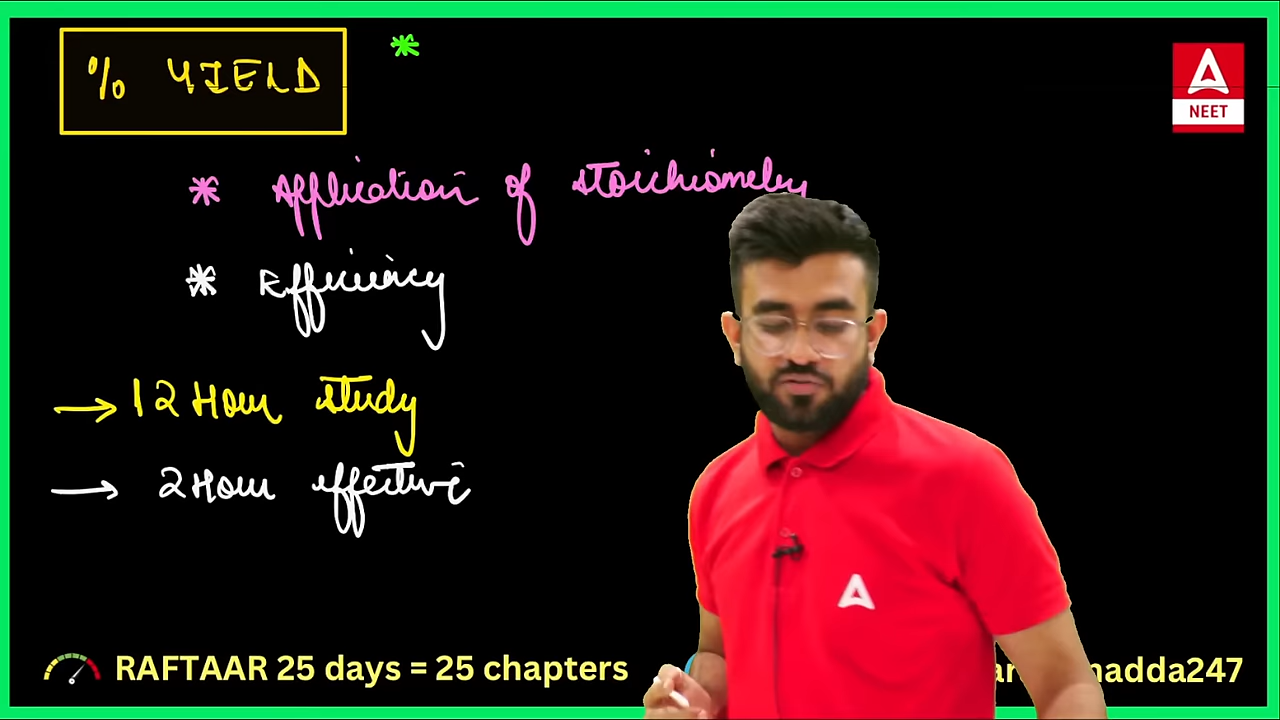 % YIELD *
NEET
* Application of stoichiometry
* Efficiency
→ 12 Hour study
→ 2 Hour effective
RAFTAAR 25 days = 25 chapters
adda247